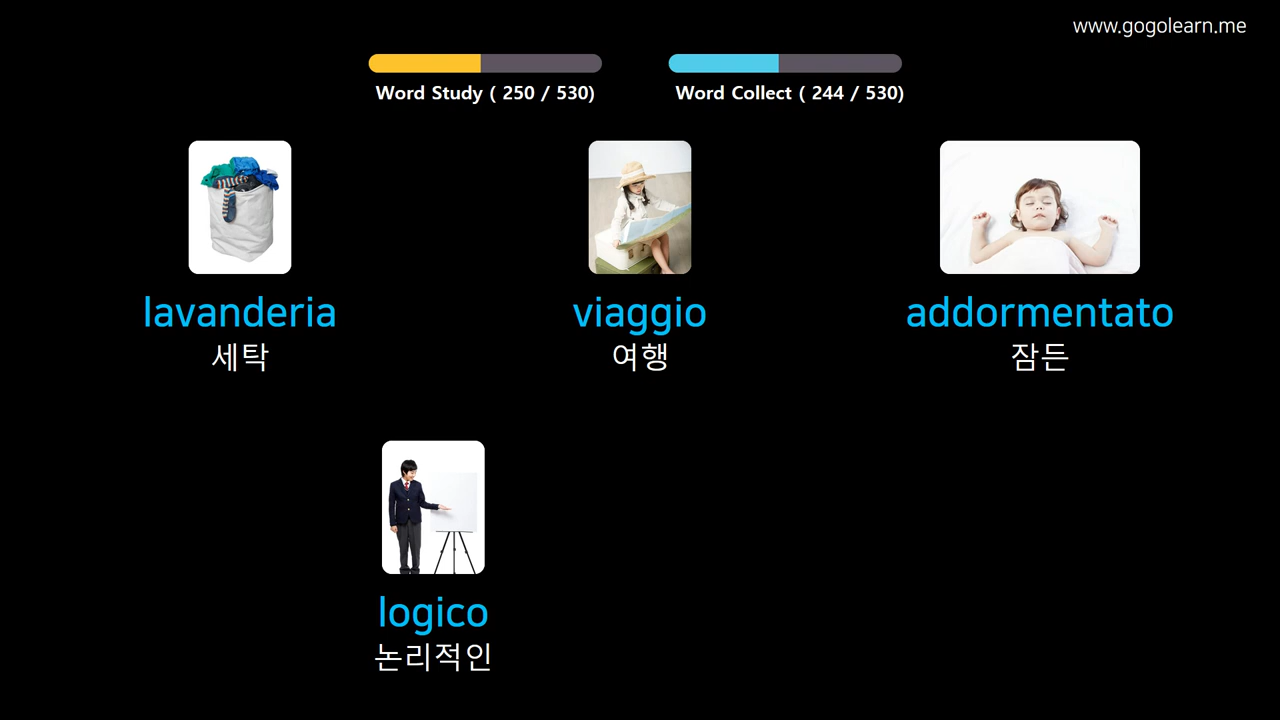 www.gogolearn.me
Word Study ( 250 / 530)
Word Collect ( 244 / 530)
lavanderia
세탁
viaggio
여행
addormentato
잠든
logico
논리적인